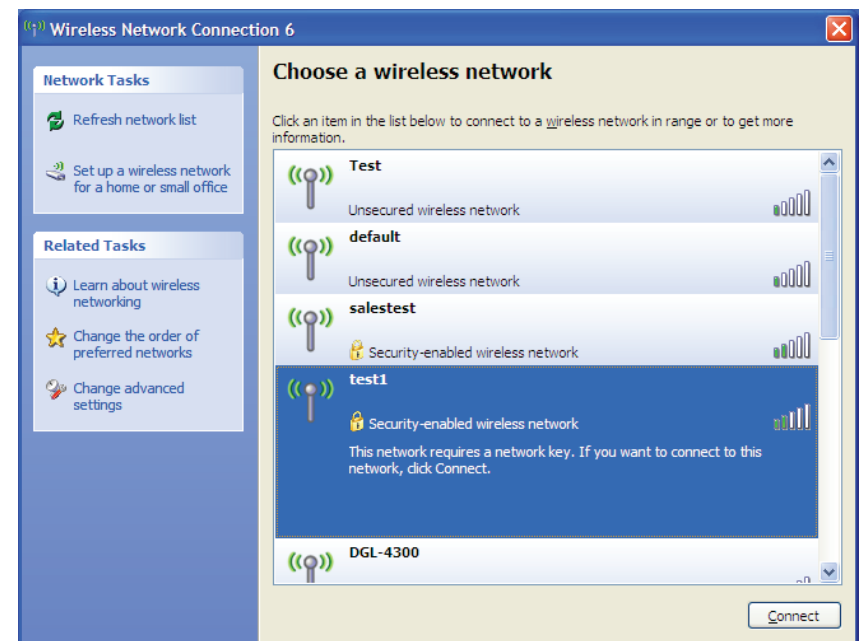 Wireless Network Connection 6
Network Tasks
Refresh network list
Set up a wireless network
for a home or small office
Related Tasks
Learn about wireless
networking
Change the order of
preferred networks
Change advanced
settings
Choose a wireless network
Click an item in the list below to connect to a wireless network in range or to get more
information.
Test
Unsecured wireless network
default
Unsecured wireless network
salestest
Security-enabled wireless network
test1
Security-enabled wireless network
This network requires a network key. If you want to connect to this
network, click Connect.
DGL-4300
Connect